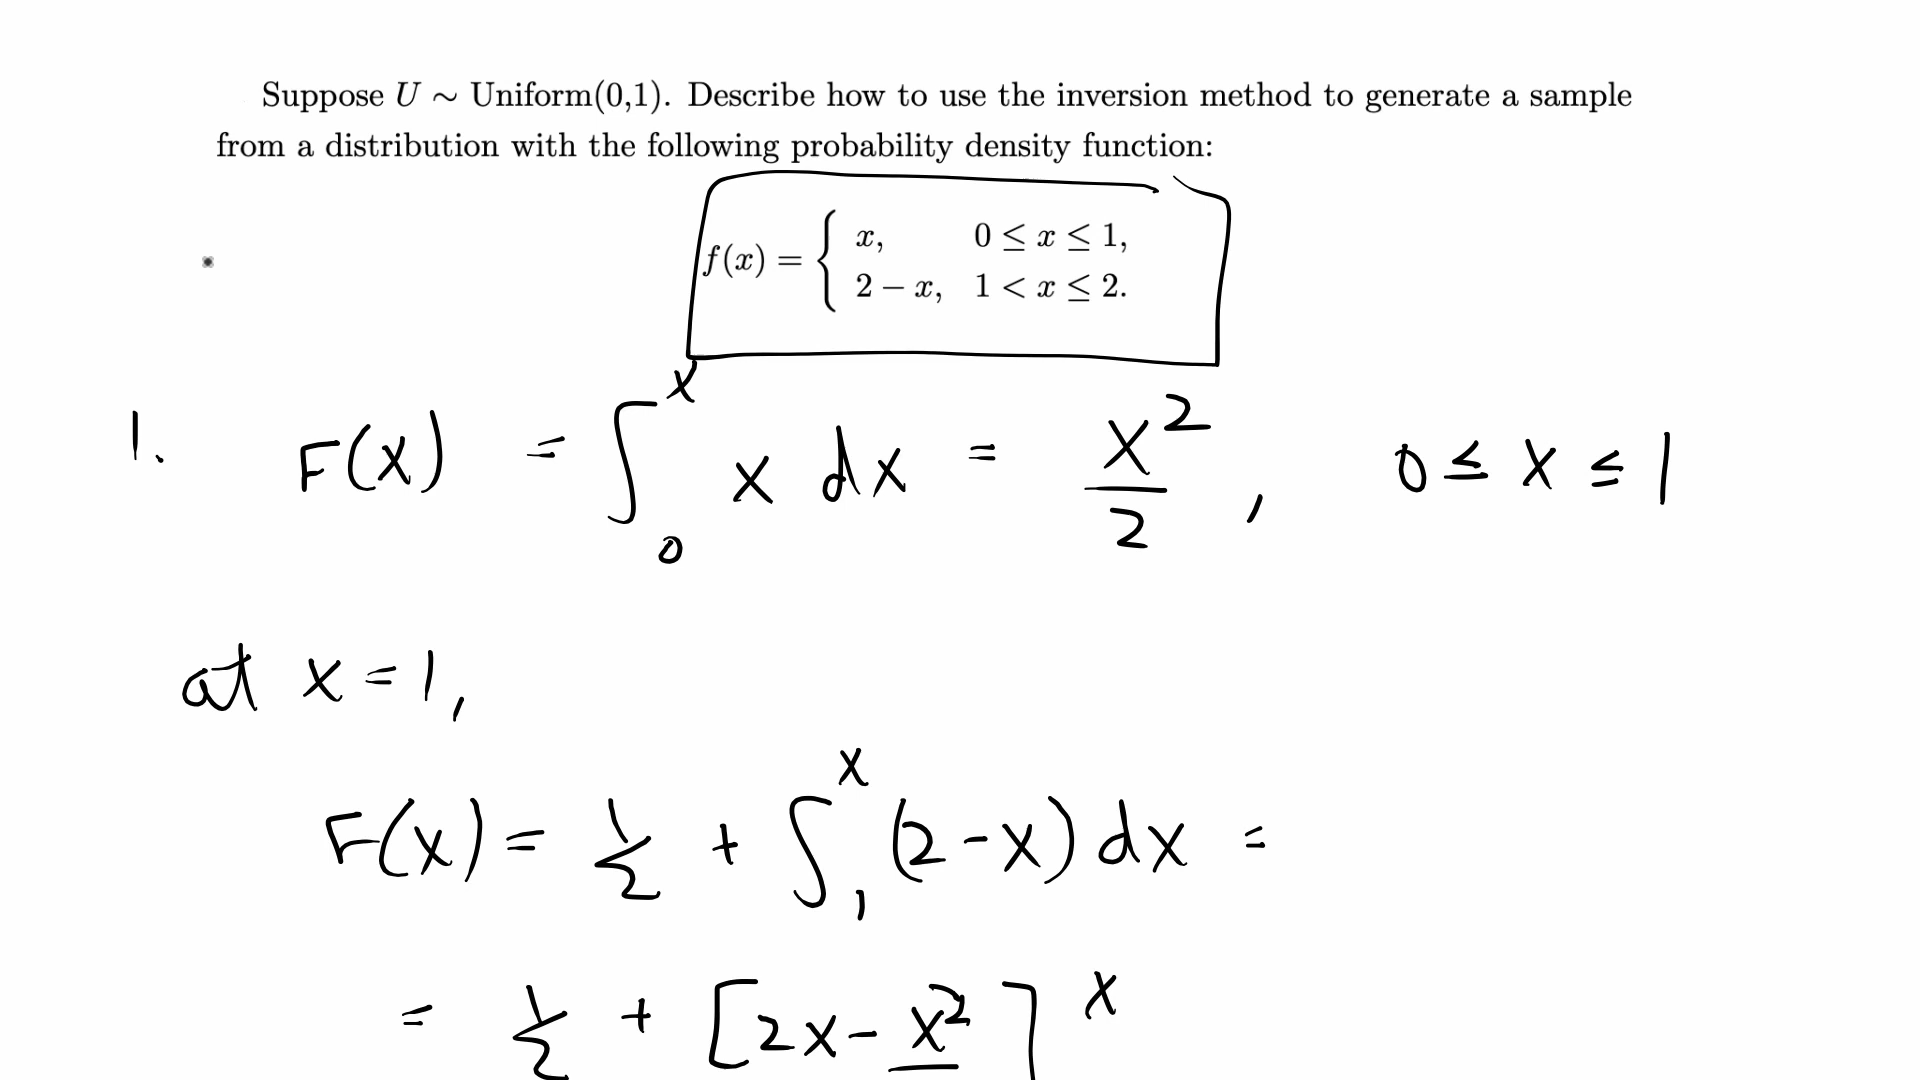 Suppose U ∼ Uniform(0,1). Describe how to use the inversion method to generate a sample
from a distribution with the following probability density function:
f(x) = { x, 0 ≤ x ≤ 1,
2 − x, 1 < x ≤ 2.
1. F(x) = ∫₀ˣ x dx = x²/2 , 0 ≤ x ≤ 1
at x = 1,
F(x) = 1/2 + ∫₁ˣ (2-x) dx =
= 1/2 + [2x - x² ] x